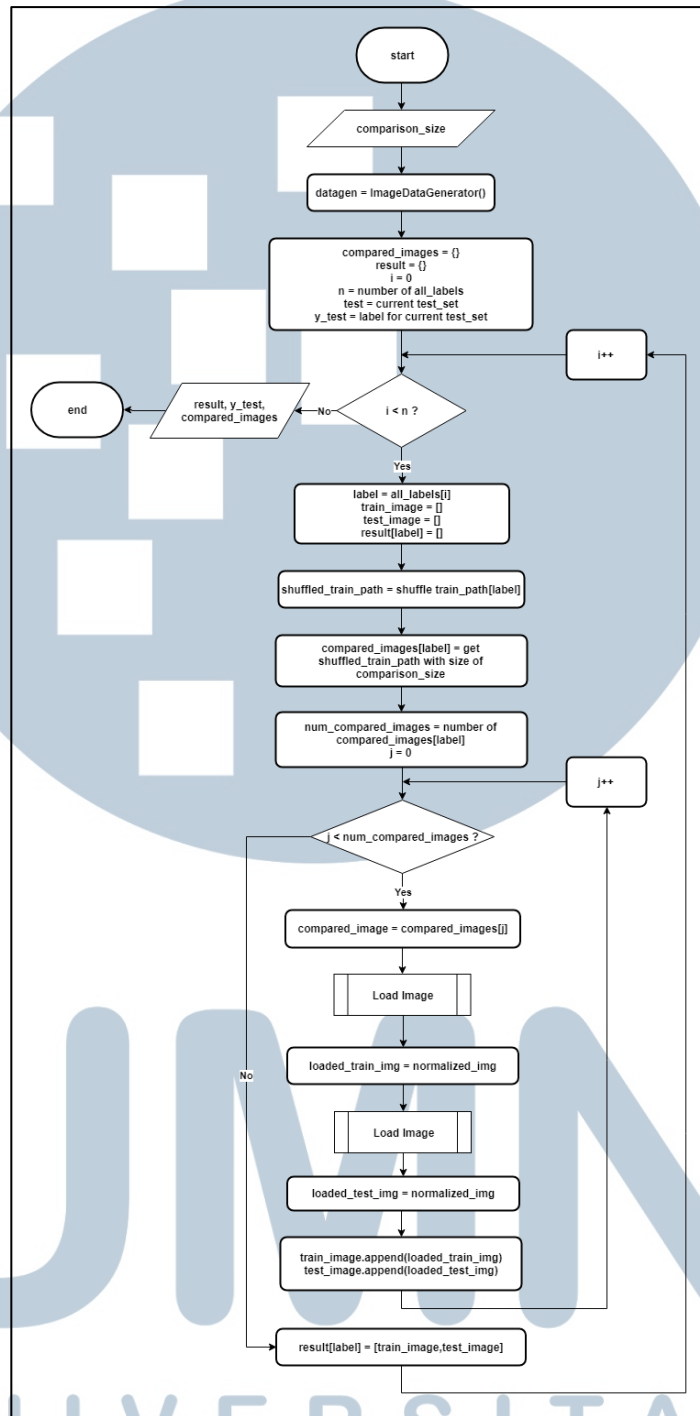 start
comparison_size
datagen = ImageDataGenerator()
compared_images = {}
result = {}
i = 0
n = number of all_labels
test = current test_set
y_test = label for current test_set
i++
i < n ?
No
result, y_test,
compared_images
end
Yes
label = all_labels[i]
train_image = []
test_image = []
result[label] = []
shuffled_train_path = shuffle train_path[label]
compared_images[label] = get
shuffled_train_path with size of
comparison_size
num_compared_images = number of
compared_images[label]
j = 0
j++
j < num_compared_images ?
Yes
compared_image = compared_images[j]
Load Image
loaded_train_img = normalized_img
No
Load Image
loaded_test_img = normalized_img
train_image.append(loaded_train_img)
test_image.append(loaded_test_img)
result[label] = [train_image,test_image]
UMN